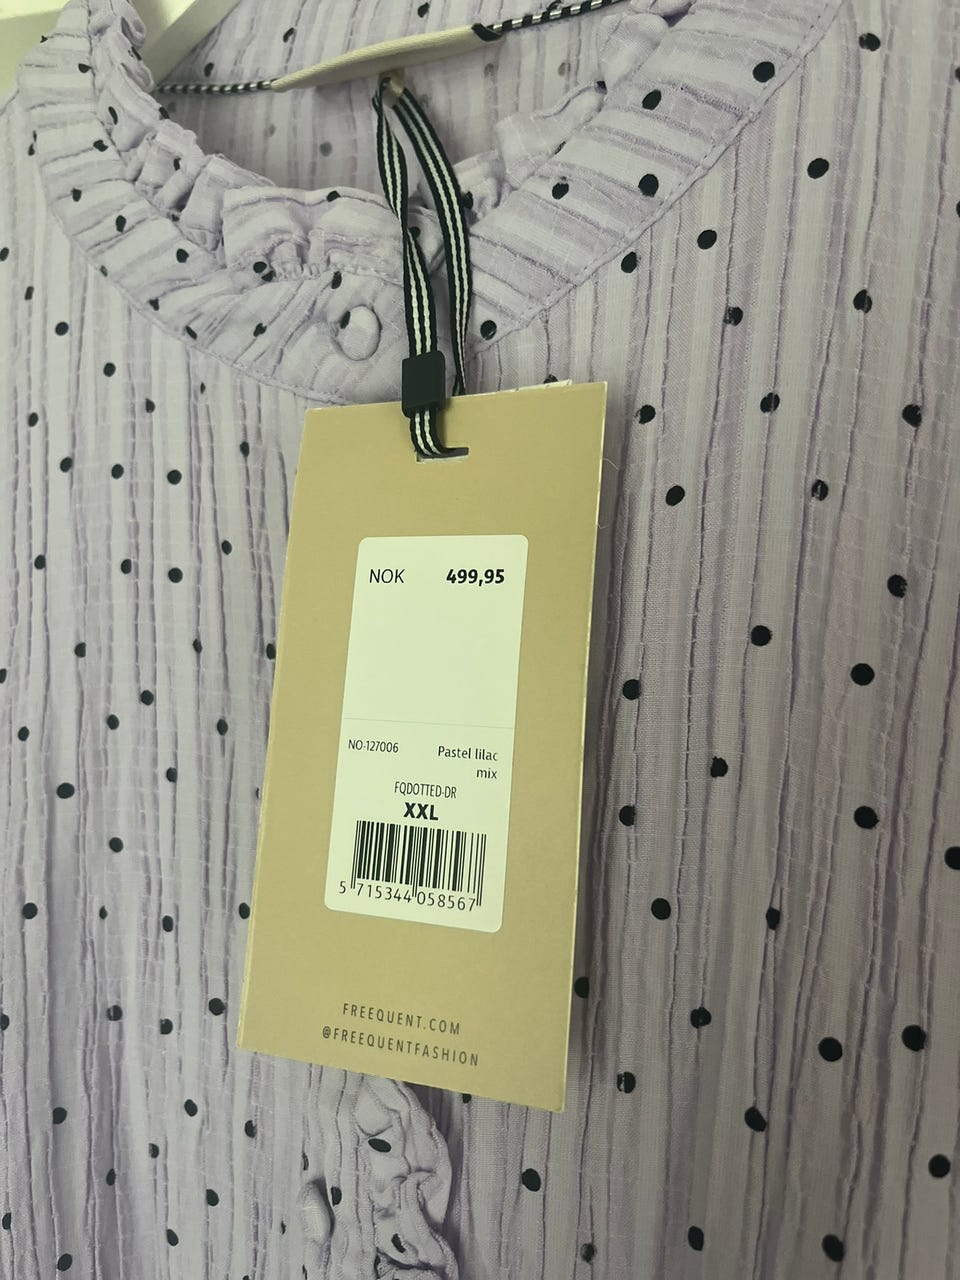 NOK 499,95
NO-127006 Pastel lilac
mix
FQDOTTED-DR
XXL
5 715344 058567
FREEQUENT.COM
@FREEQUENTFASHION